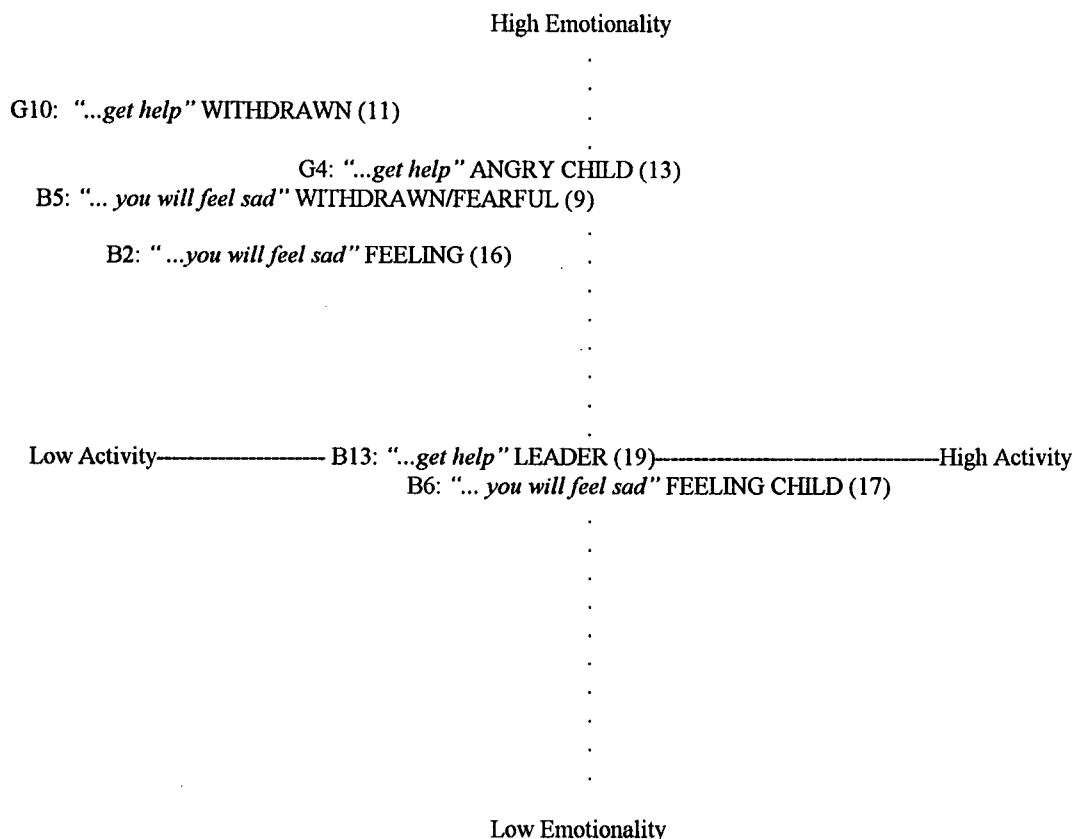 High Emotionality
G10: "...get help" WITHDRAWN (11)
G4: "...get help" ANGRY CHILD (13)
B5: "... you will feel sad" WITHDRAWN/FEARFUL (9)
B2: " ...you will feel sad" FEELING (16)
Low Activity---------------------- B13: "...get help" LEADER (19)-----------------------------------High Activity
B6: "... you will feel sad" FEELING CHILD (17)
Low Emotionality